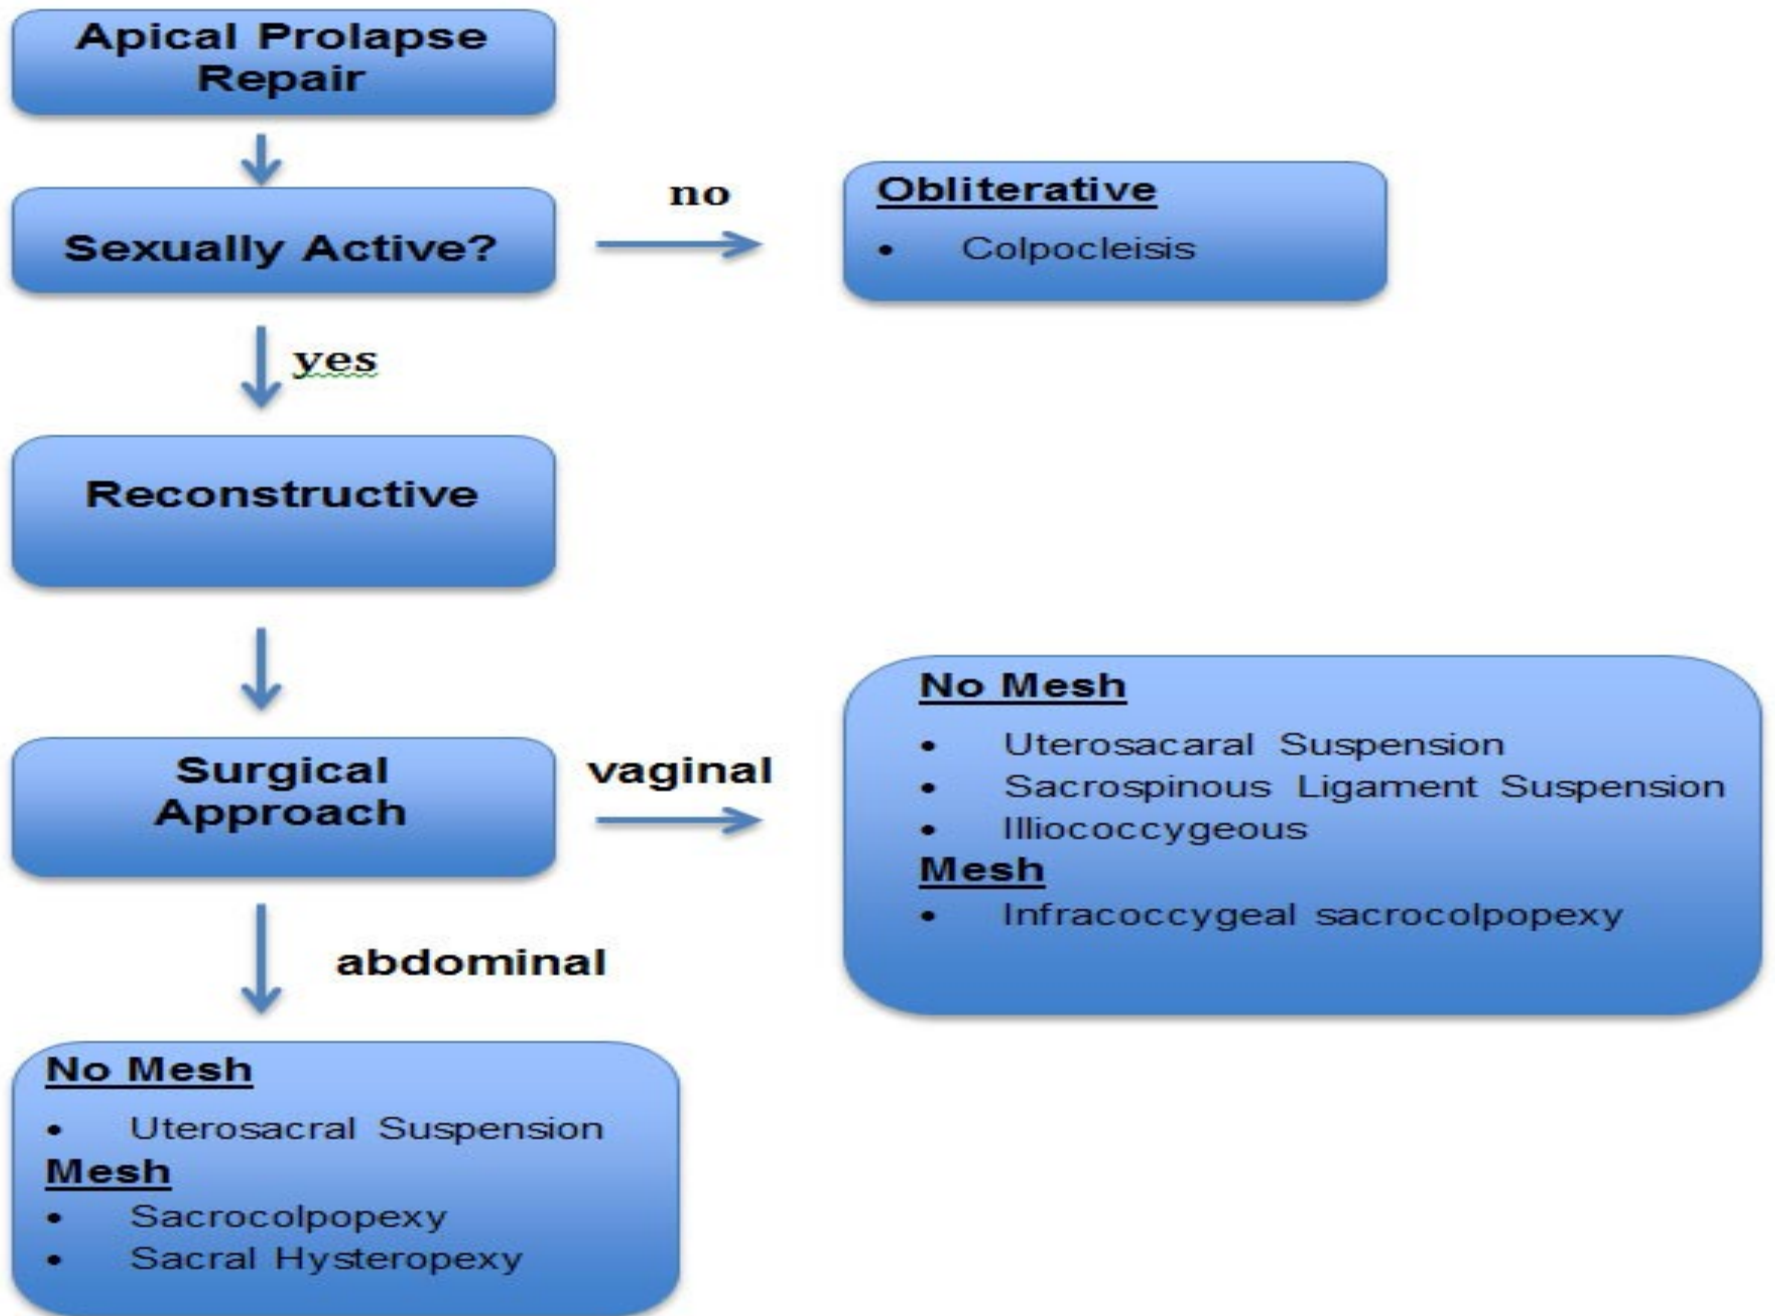 Apical Prolapse
Repair
Sexually Active?
no
Obliterative
• Colpocleisis
yes
Reconstructive
Surgical
Approach
vaginal
No Mesh
• Uterosacaral Suspension
• Sacrospinous Ligament Suspension
• Illiococcygeous
Mesh
• Infracoccygeal sacrocolpopexy
abdominal
No Mesh
• Uterosacral Suspension
Mesh
• Sacrocolpopexy
• Sacral Hysteropexy